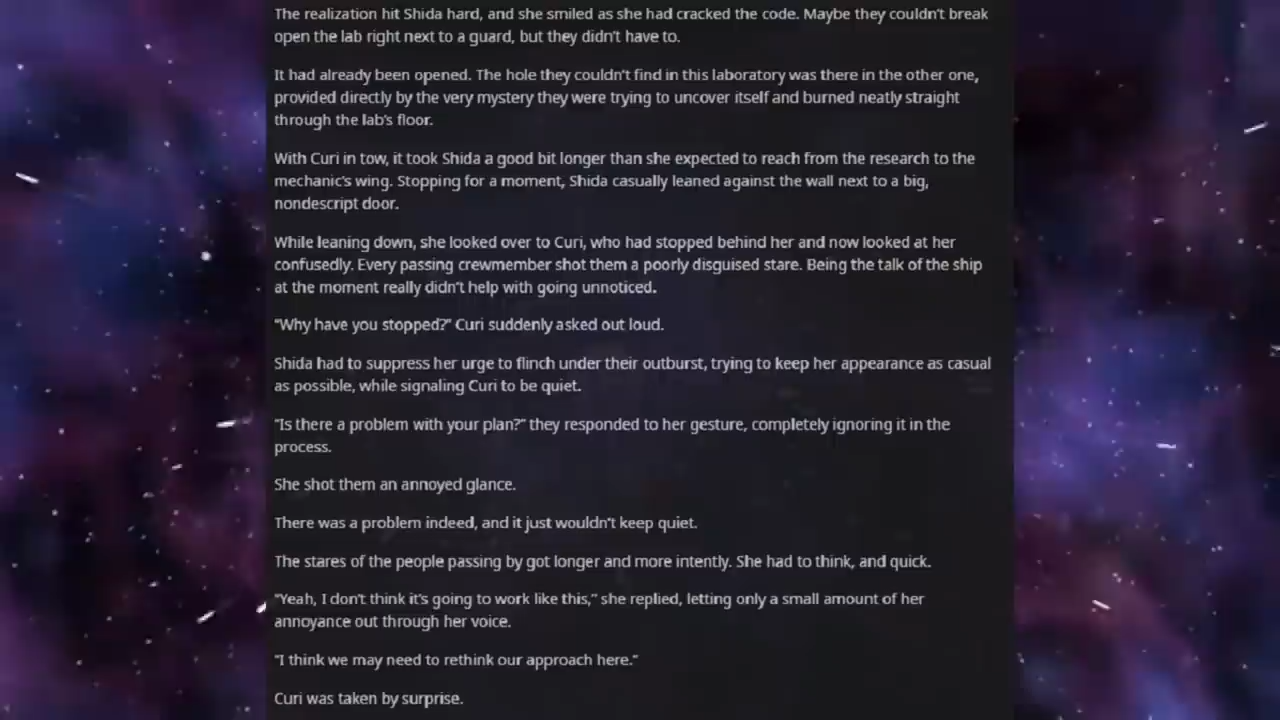 The realization hit Shida hard, and she smiled as she had cracked the code. Maybe they couldn't break
open the lab right next to a guard, but they didn't have to.
It had already been opened. The hole they couldn't find in this laboratory was there in the other one,
provided directly by the very mystery they were trying to uncover itself and burned neatly straight
through the lab's floor.
With Curi in tow, it took Shida a good bit longer than she expected to reach from the research to the
mechanic's wing. Stopping for a moment, Shida casually leaned against the wall next to a big,
nondescript door.
While leaning down, she looked over to Curi, who had stopped behind her and now looked at her
confusedly. Every passing crewmember shot them a poorly disguised stare. Being the talk of the ship
at the moment really didn't help with going unnoticed.
“Why have you stopped?” Curi suddenly asked out loud.
Shida had to suppress her urge to flinch under their outburst, trying to keep her appearance as casual
as possible, while signaling Curi to be quiet.
“Is there a problem with your plan?” they responded to her gesture, completely ignoring it in the
process.
She shot them an annoyed glance.
There was a problem indeed, and it just wouldn't keep quiet.
The stares of the people passing by got longer and more intently. She had to think, and quick.
“Yeah, I don't think it's going to work like this,” she replied, letting only a small amount of her
annoyance out through her voice.
“I think we may need to rethink our approach here.”
Curi was taken by surprise.